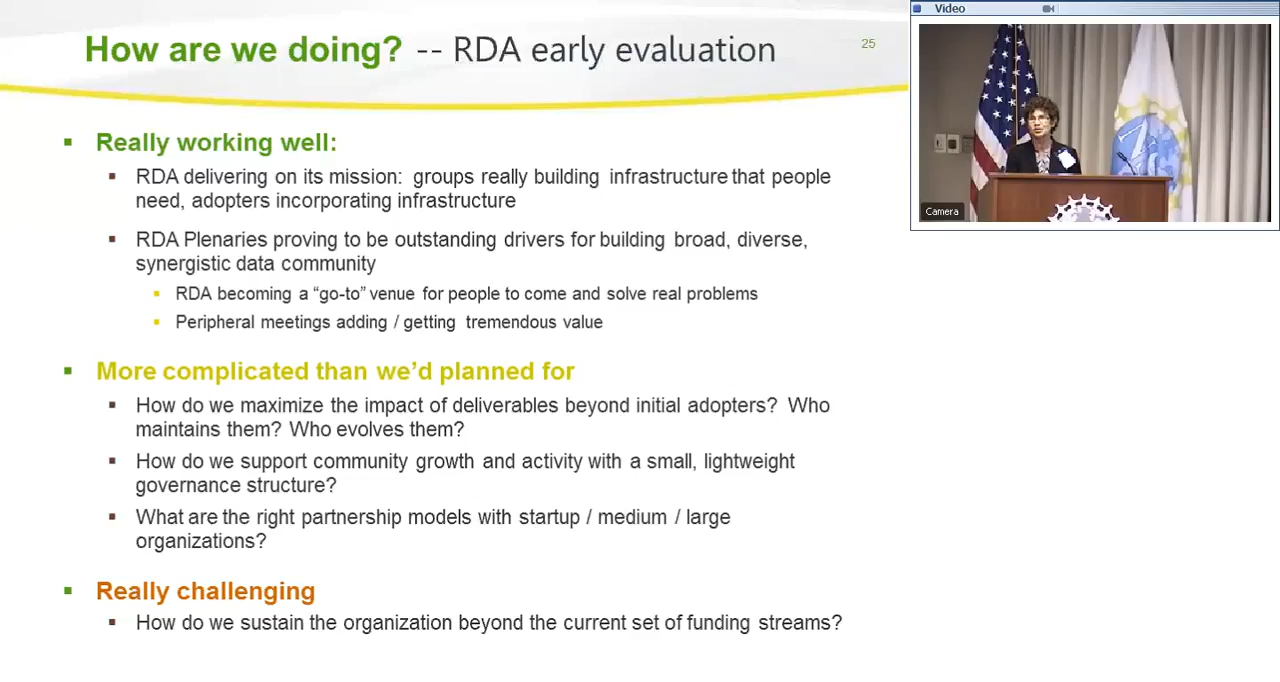 How are we doing? -- RDA early evaluation
25
Really working well:
RDA delivering on its mission: groups really building infrastructure that people
need, adopters incorporating infrastructure
RDA Plenaries proving to be outstanding drivers for building broad, diverse,
synergistic data community
RDA becoming a “go-to” venue for people to come and solve real problems
Peripheral meetings adding / getting tremendous value
More complicated than we’d planned for
How do we maximize the impact of deliverables beyond initial adopters? Who
maintains them? Who evolves them?
How do we support community growth and activity with a small, lightweight
governance structure?
What are the right partnership models with startup / medium / large
organizations?
Really challenging
How do we sustain the organization beyond the current set of funding streams?
Video
Camera